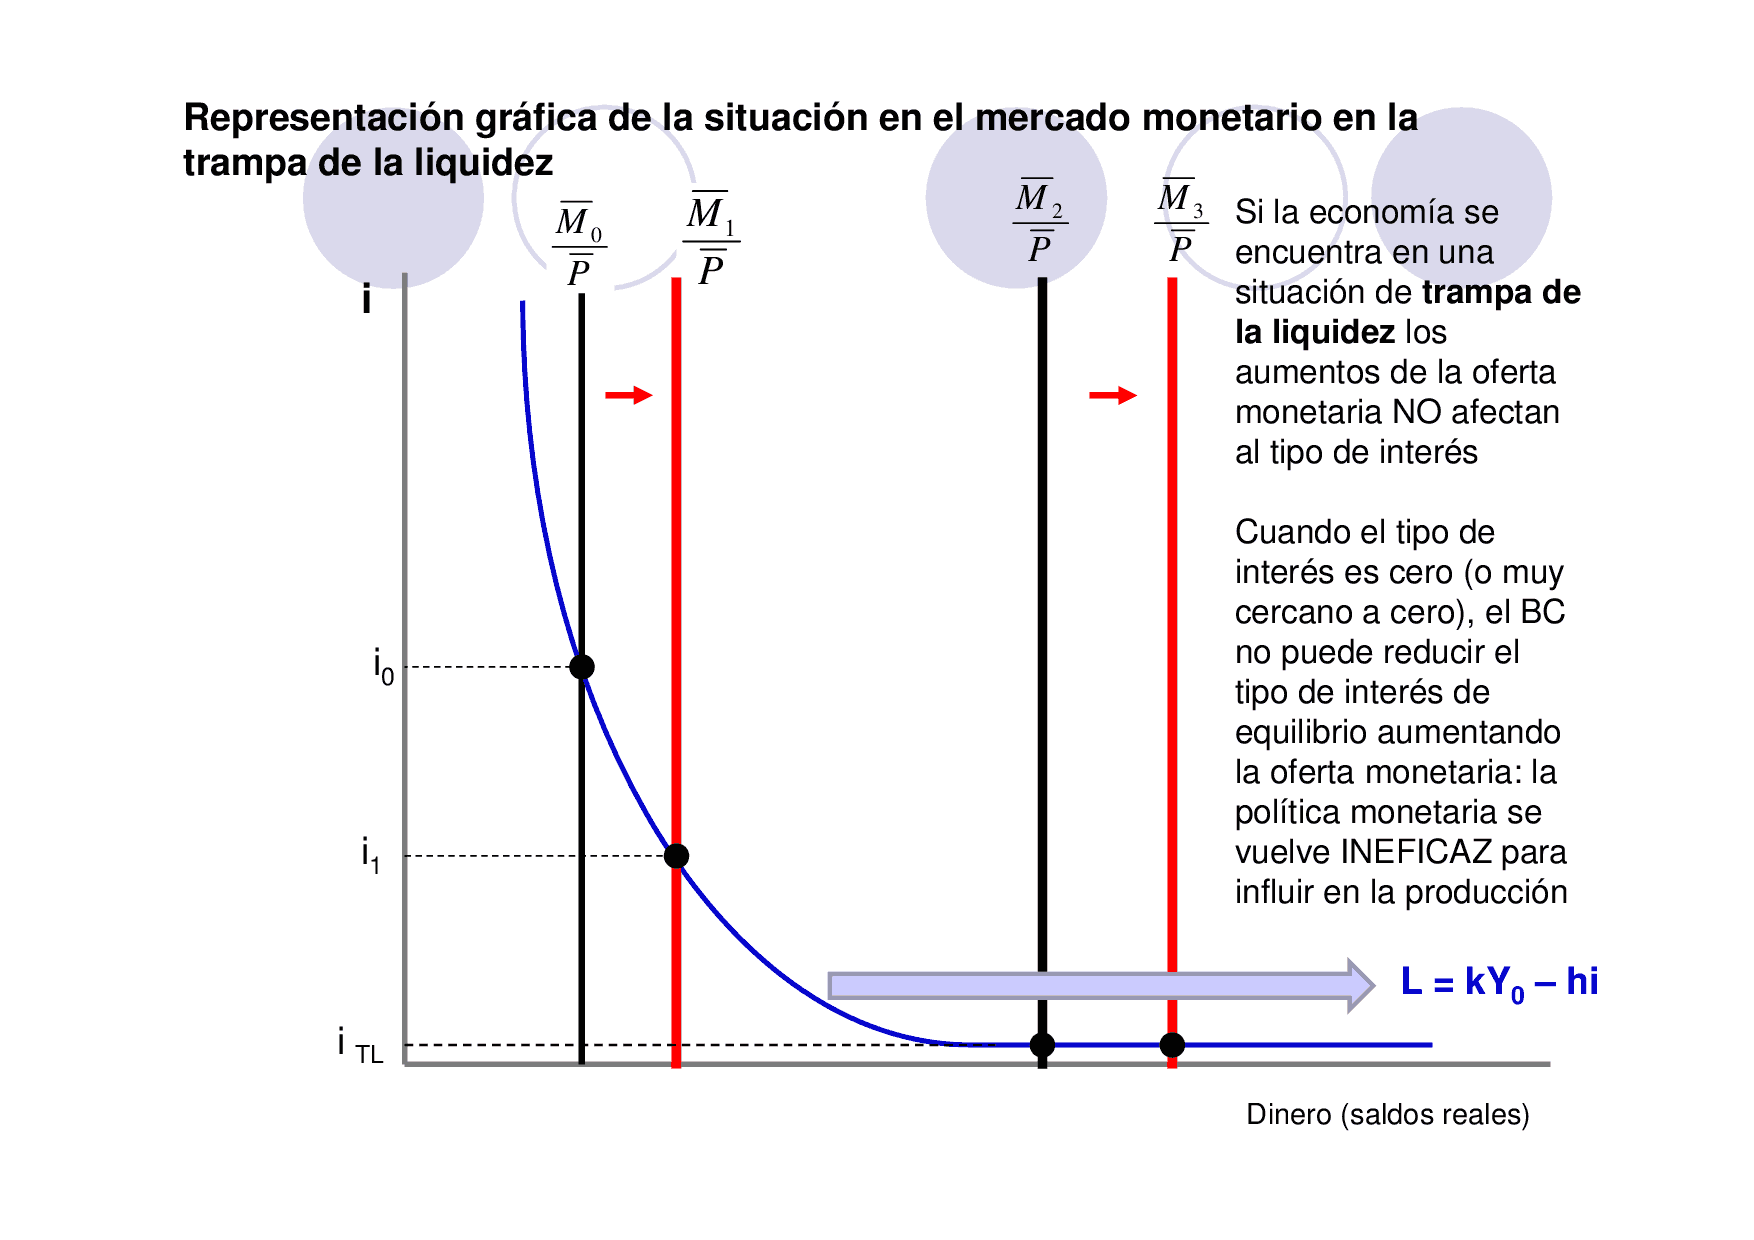 Representación gráfica de la situación en el mercado monetario en la
trampa de la liquidez
M̅₀/P̅
M̅₁/P̅
M̅₂/P̅
M̅₃/P̅
Si la economía se
encuentra en una
situación de trampa de
la liquidez los
aumentos de la oferta
monetaria NO afectan
al tipo de interés
Cuando el tipo de
interés es cero (o muy
cercano a cero), el BC
no puede reducir el
tipo de interés de
equilibrio aumentando
la oferta monetaria: la
política monetaria se
vuelve INEFICAZ para
influir en la producción
i
i₀
i₁
L = kY₀ – hi
i TL
Dinero (saldos reales)